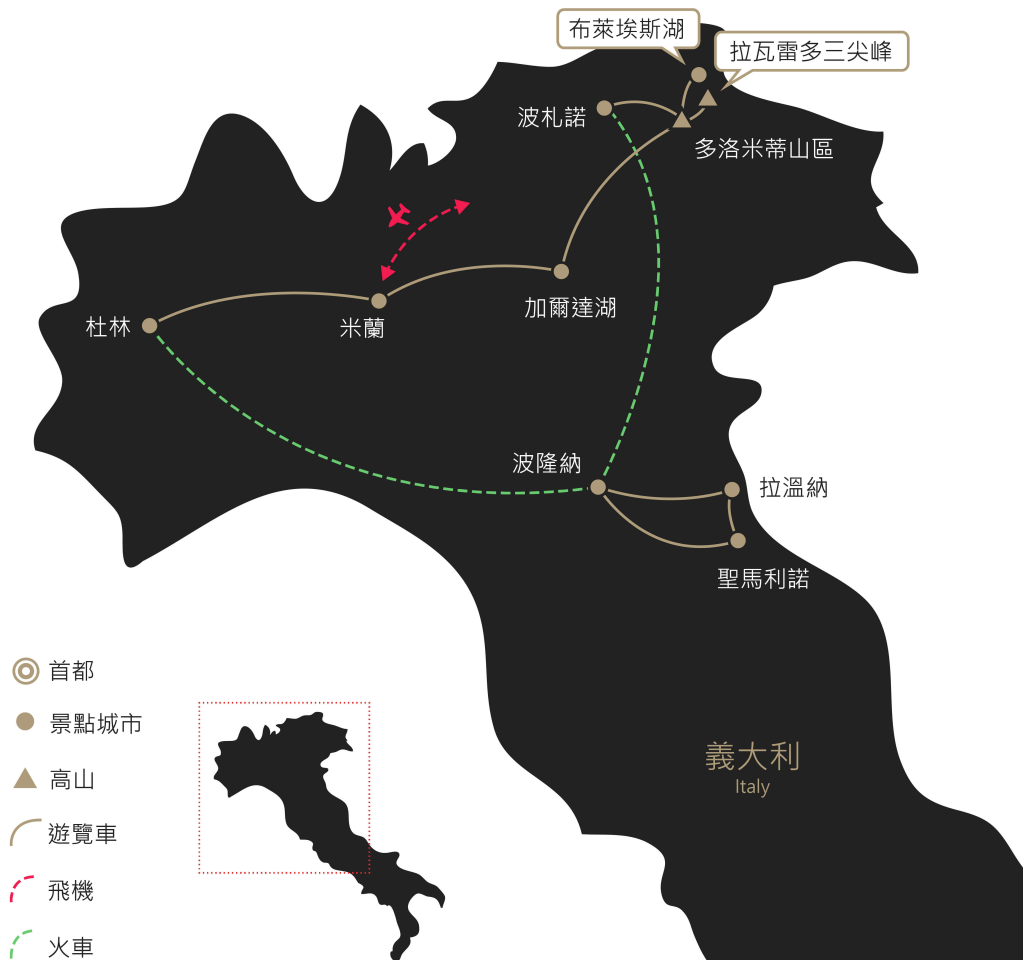 布萊埃斯湖
拉瓦雷多三尖峰
波札諾
多洛米蒂山區
加爾達湖
杜林
米蘭
波隆納
拉溫納
聖馬利諾
首都
景點城市
高山
遊覽車
飛機
火車
義大利
Italy